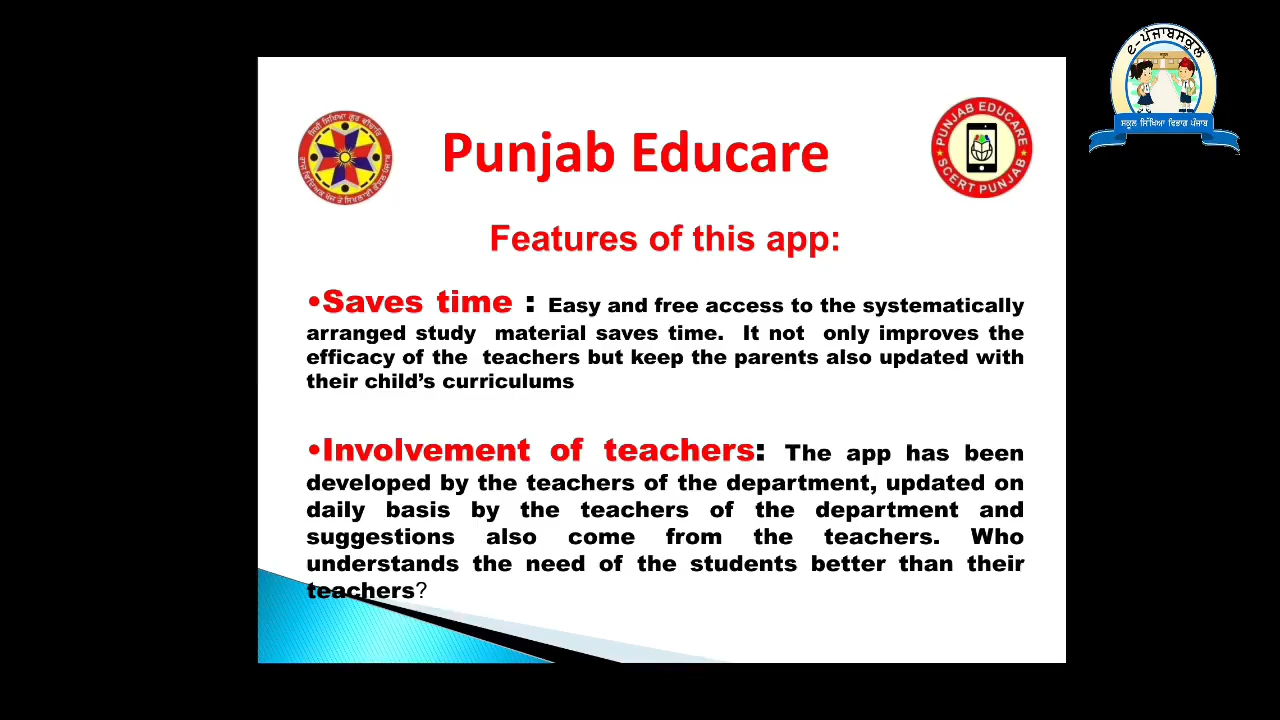 ੲ-ਪੰਜਾਬਸਕੂਲ
ਸਕੂਲ ਸਿੱਖਿਆ ਵਿਭਾਗ ਪੰਜਾਬ
Punjab Educare
PUNJAB EDUCARE
SCERT PUNJAB
Features of this app:
•Saves time : Easy and free access to the systematically
arranged study material saves time. It not only improves the
efficacy of the teachers but keep the parents also updated with
their child's curriculums
•Involvement of teachers: The app has been
developed by the teachers of the department, updated on
daily basis by the teachers of the department and
suggestions also come from the teachers. Who
understands the need of the students better than their
teachers?